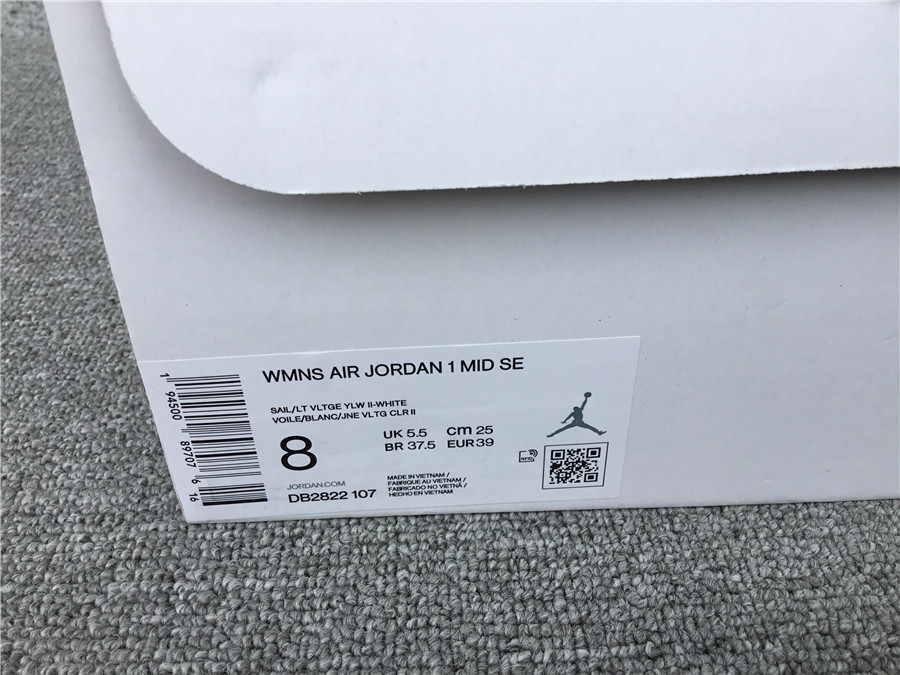 WMNS AIR JORDAN 1 MID SE
SAIL/LT VLTGE YLW II-WHITE
VOILE/BLANC/JNE VLTG CLR II
8
UK 5.5 cm 25
BR 37.5 EUR 39
JORDAN.COM
DB2822 107
MADE IN VIETNAM /
FABRIQUE AU VIETNAM /
FABRICADO NO VIETNÃ /
HECHO EN VIETNAM
RFID
1 94500 89707 6 16